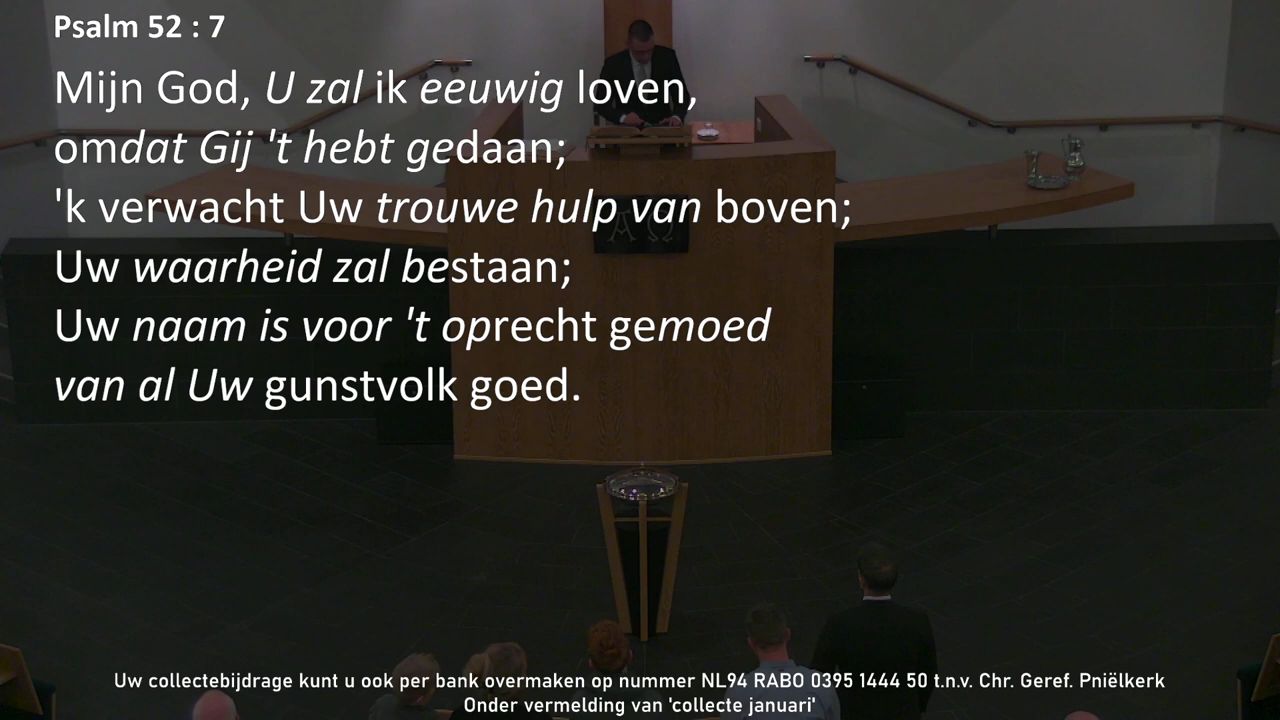 Psalm 52 : 7
Mijn God, U zal ik eeuwig loven,
omdat Gij 't hebt gedaan;
'k verwacht Uw trouwe hulp van boven;
Uw waarheid zal bestaan;
Uw naam is voor 't oprecht gemoed
van al Uw gunstvolk goed.
ΑΩ
Uw collectebijdrage kunt u ook per bank overmaken op nummer NL94 RABO 0395 1444 50 t.n.v. Chr. Geref. Pniëlkerk
Onder vermelding van 'collecte januari'